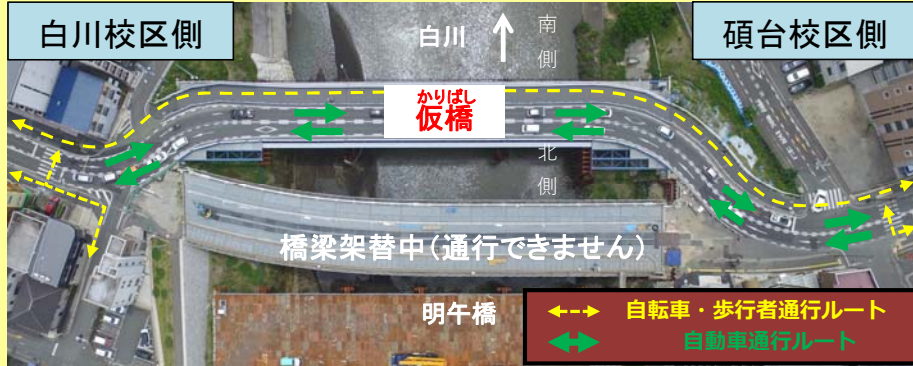 白川校区側
白川
南側
碩台校区側
かりばし
仮橋
北側
橋梁架替中(通行できません)
明午橋
自転車・歩行者通行ルート
自動車通行ルート